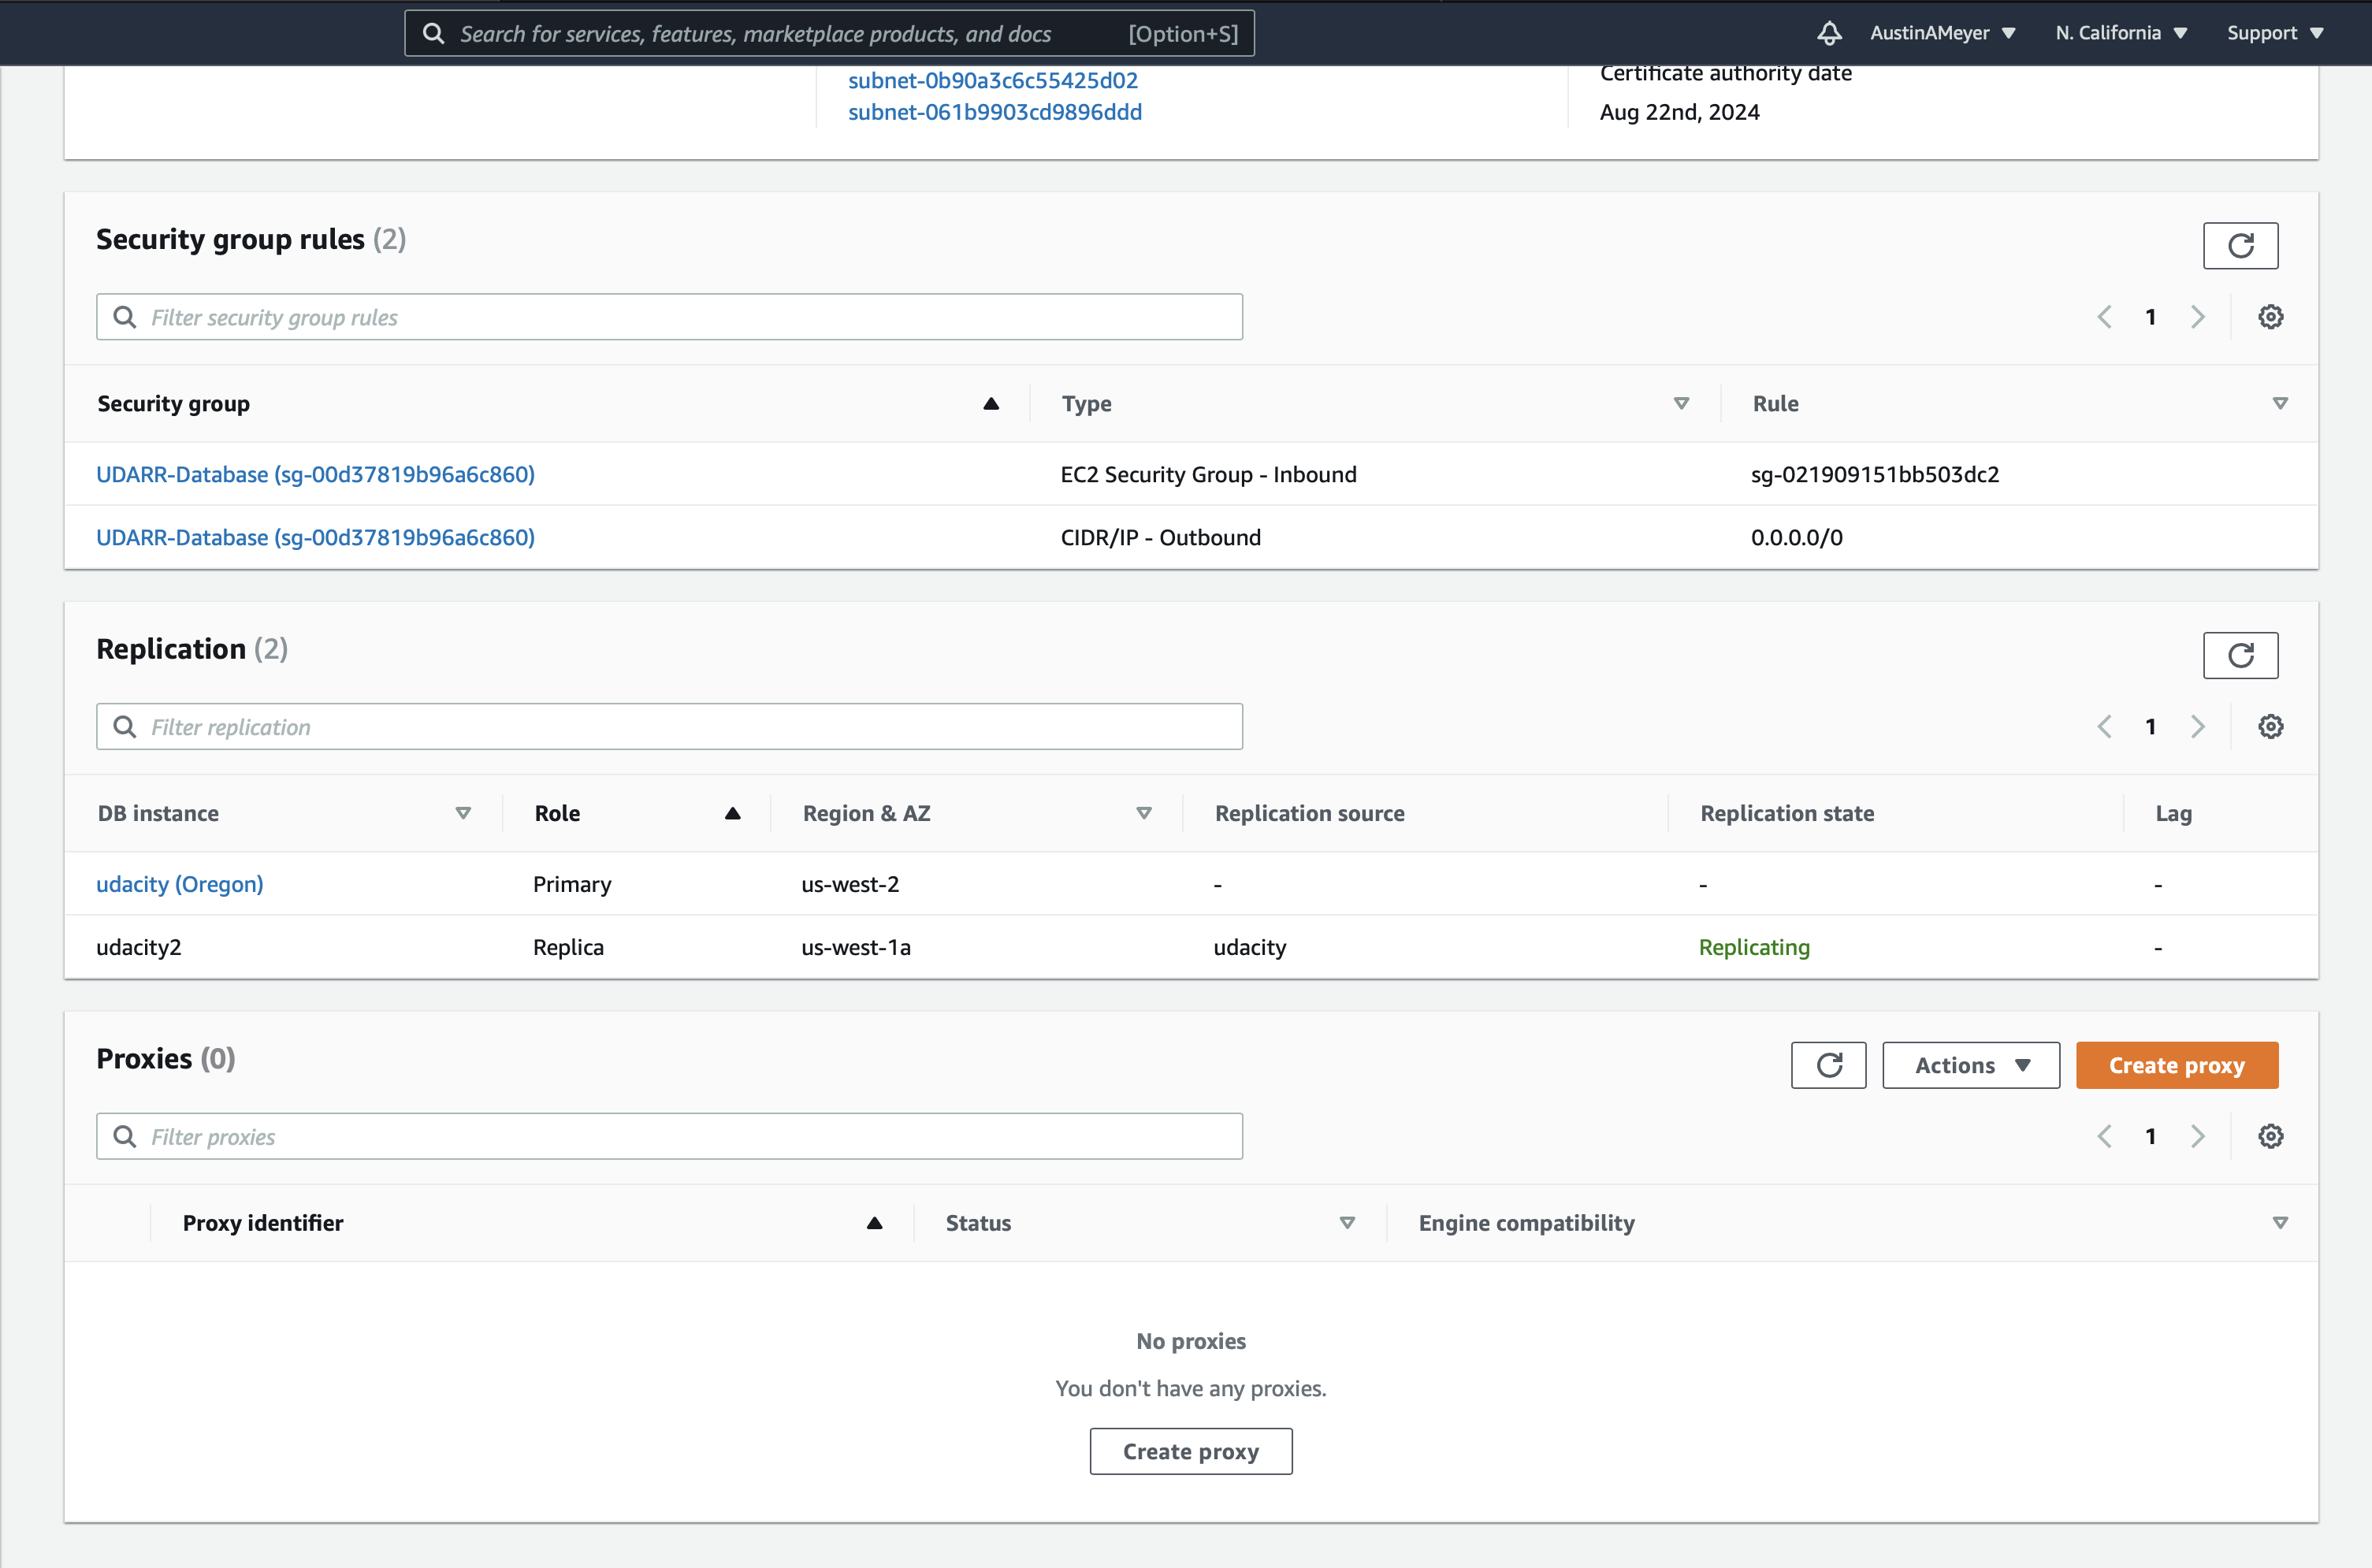 Search for services, features, marketplace products, and docs [Option+S] AustinAMeyer N. California Support
subnet-0b90a3c6c55425d02 Certificate authority date
subnet-061b9903cd9896ddd Aug 22nd, 2024
Security group rules (2)
Filter security group rules 1
Security group Type Rule
UDARR-Database (sg-00d37819b96a6c860) EC2 Security Group - Inbound sg-021909151bb503dc2
UDARR-Database (sg-00d37819b96a6c860) CIDR/IP - Outbound 0.0.0.0/0
Replication (2)
Filter replication 1
DB instance Role Region & AZ Replication source Replication state Lag
udacity (Oregon) Primary us-west-2 - - -
udacity2 Replica us-west-1a udacity Replicating -
Proxies (0) Actions Create proxy
Filter proxies 1
Proxy identifier Status Engine compatibility
No proxies
You don't have any proxies.
Create proxy